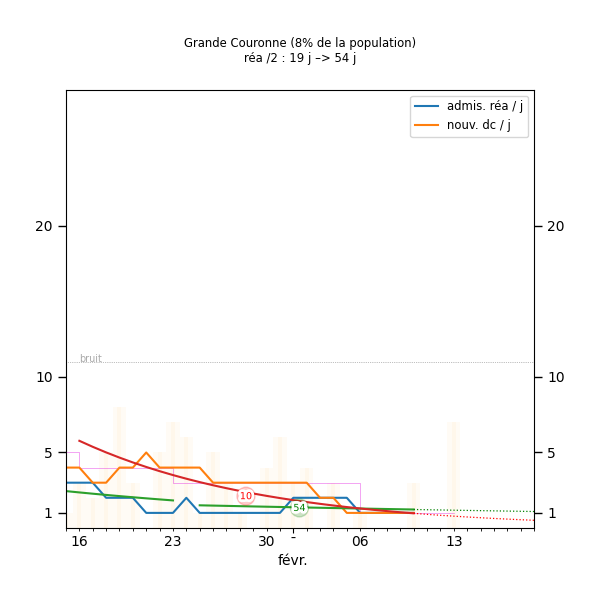 Grande Couronne (8% de la population)
réa /2 : 19 j –> 54 j
admis. réa / j
nouv. dc / j
20
20
bruit
10
10
5
5
10
54
1
1
16
23
30
-
06
13
févr.